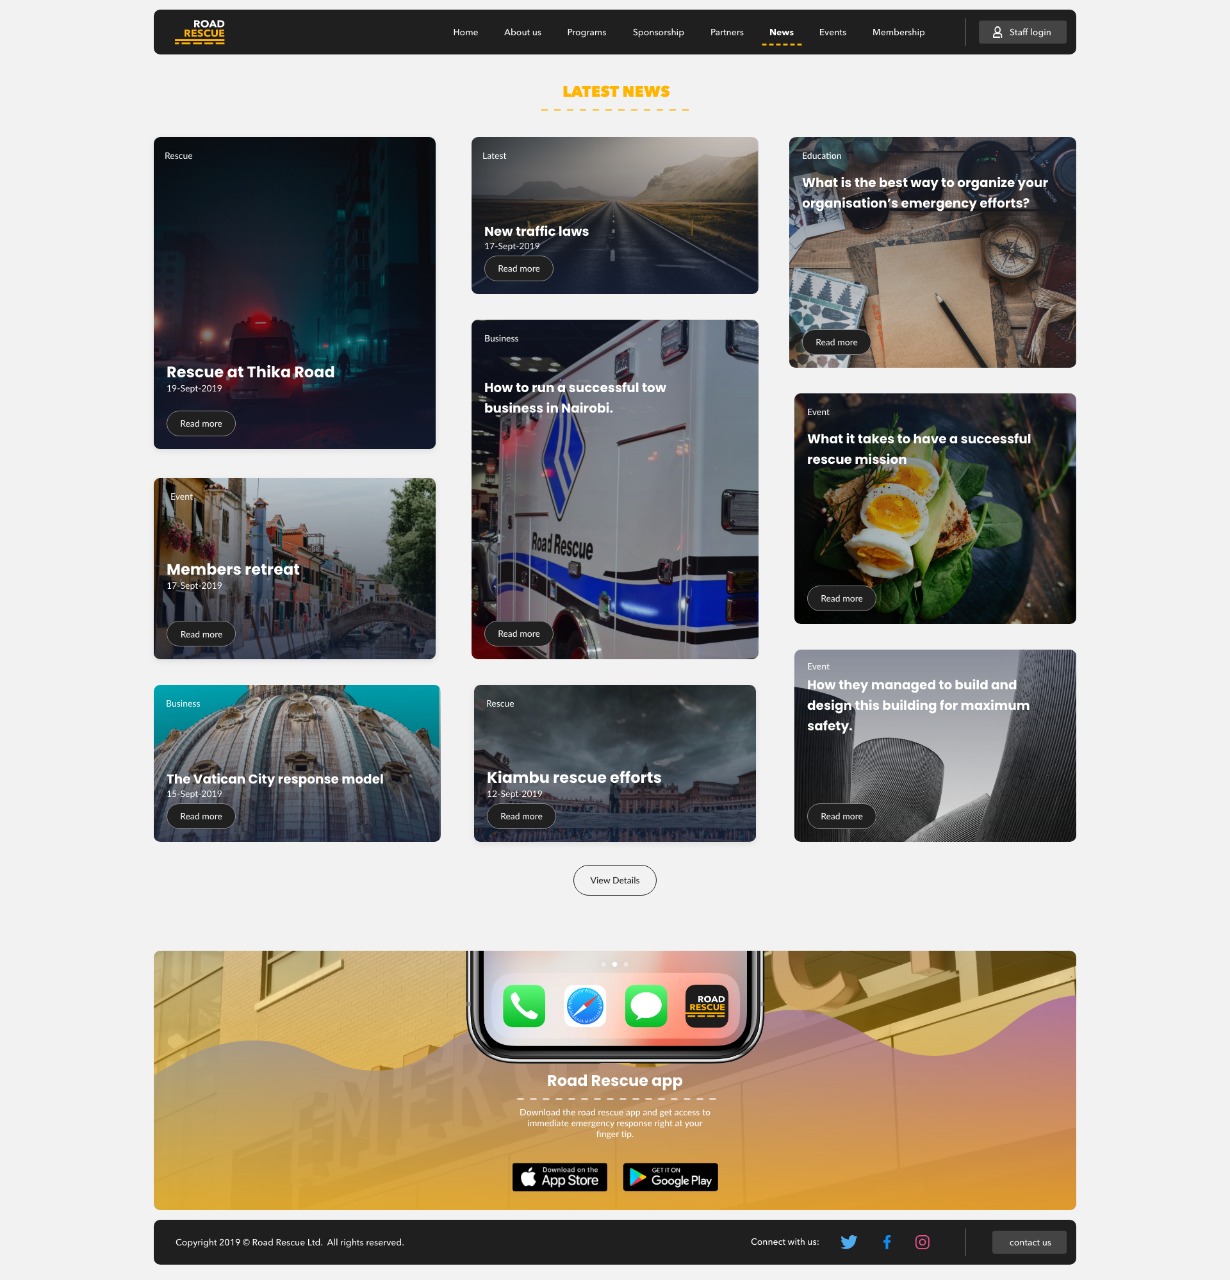 ROAD
RESCUE
Home
About us
Programs
Sponsorship
Partners
News
Events
Membership
Staff login
LATEST NEWS
Rescue
Rescue at Thika Road
19-Sept-2019
Read more
Latest
New traffic laws
17-Sept-2019
Read more
Education
What is the best way to organize your
organisation's emergency efforts?
Read more
Business
How to run a successful tow
business in Nairobi.
Road Rescue
Read more
Event
What it takes to have a successful
rescue mission
Read more
Event
Members retreat
17-Sept-2019
Read more
Business
The Vatican City response model
15-Sept-2019
Read more
Rescue
Kiambu rescue efforts
12-Sept-2019
Read more
Event
How they managed to build and
design this building for maximum
safety.
Read more
View Details
ROAD
RESCUE
Road Rescue app
Download the road rescue app and get access to
immediate emergency response right at your
finger tip.
Download on the
App Store
GET IT ON
Google Play
Copyright 2019 © Road Rescue Ltd. All rights reserved.
Connect with us:
contact us